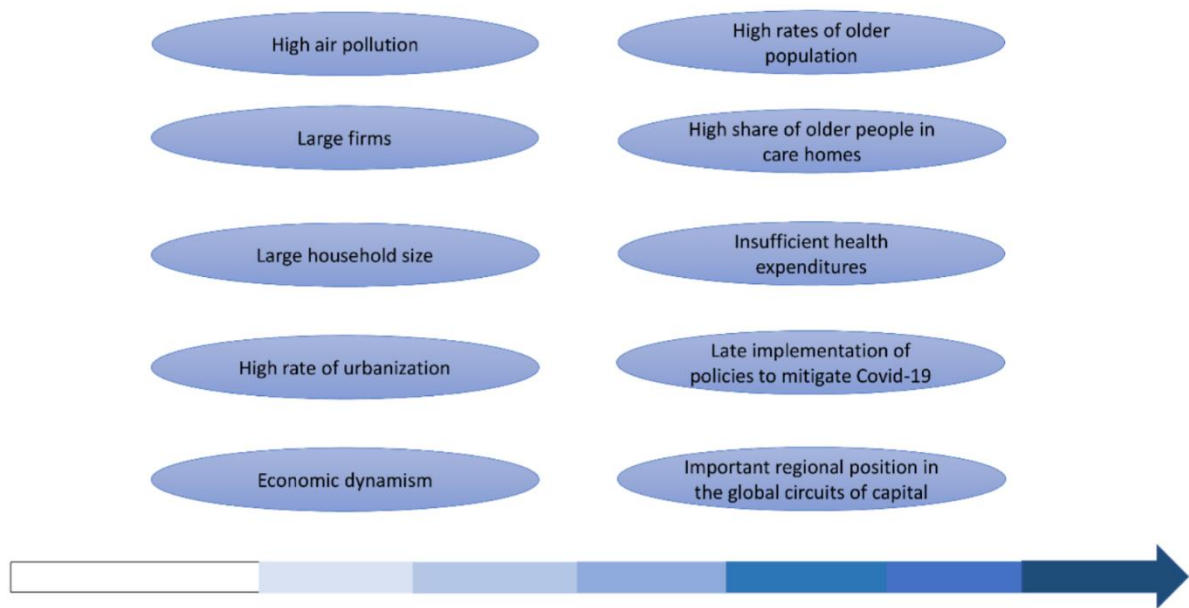 High air pollution
High rates of older
population
Large firms
High share of older people in
care homes
Large household size
Insufficient health
expenditures
High rate of urbanization
Late implementation of
policies to mitigate Covid-19
Economic dynamism
Important regional position in
the global circuits of capital